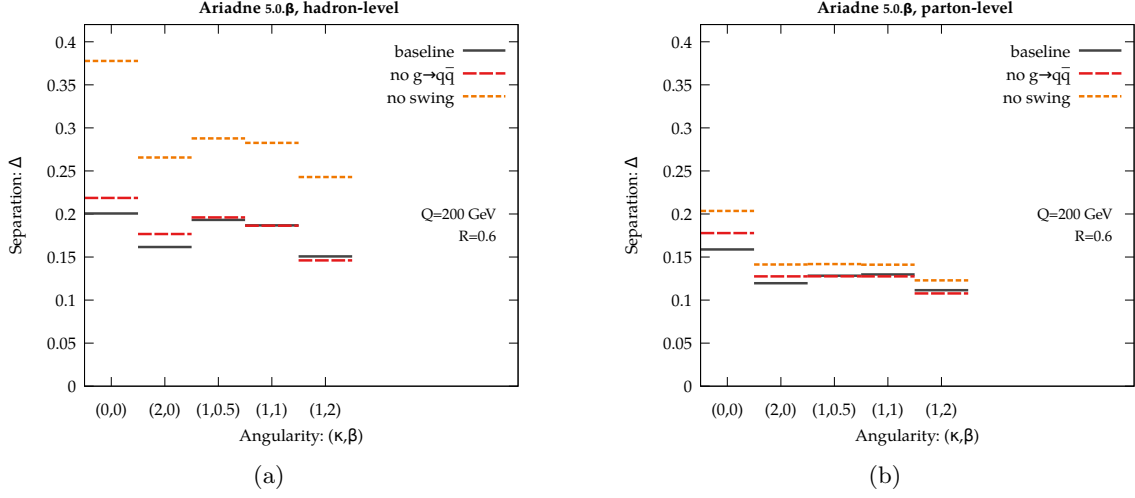 Ariadne 5.0.β, hadron-level
0.4
0.35
0.3
0.25
0.2
0.15
0.1
0.05
0
Separation: Δ
baseline
no g→qq̅
no swing
Q=200 GeV
R=0.6
(0,0) (2,0) (1,0.5) (1,1) (1,2)
Angularity: (κ,β)
(a)
Ariadne 5.0.β, parton-level
0.4
0.35
0.3
0.25
0.2
0.15
0.1
0.05
0
Separation: Δ
baseline
no g→qq̅
no swing
Q=200 GeV
R=0.6
(0,0) (2,0) (1,0.5) (1,1) (1,2)
Angularity: (κ,β)
(b)